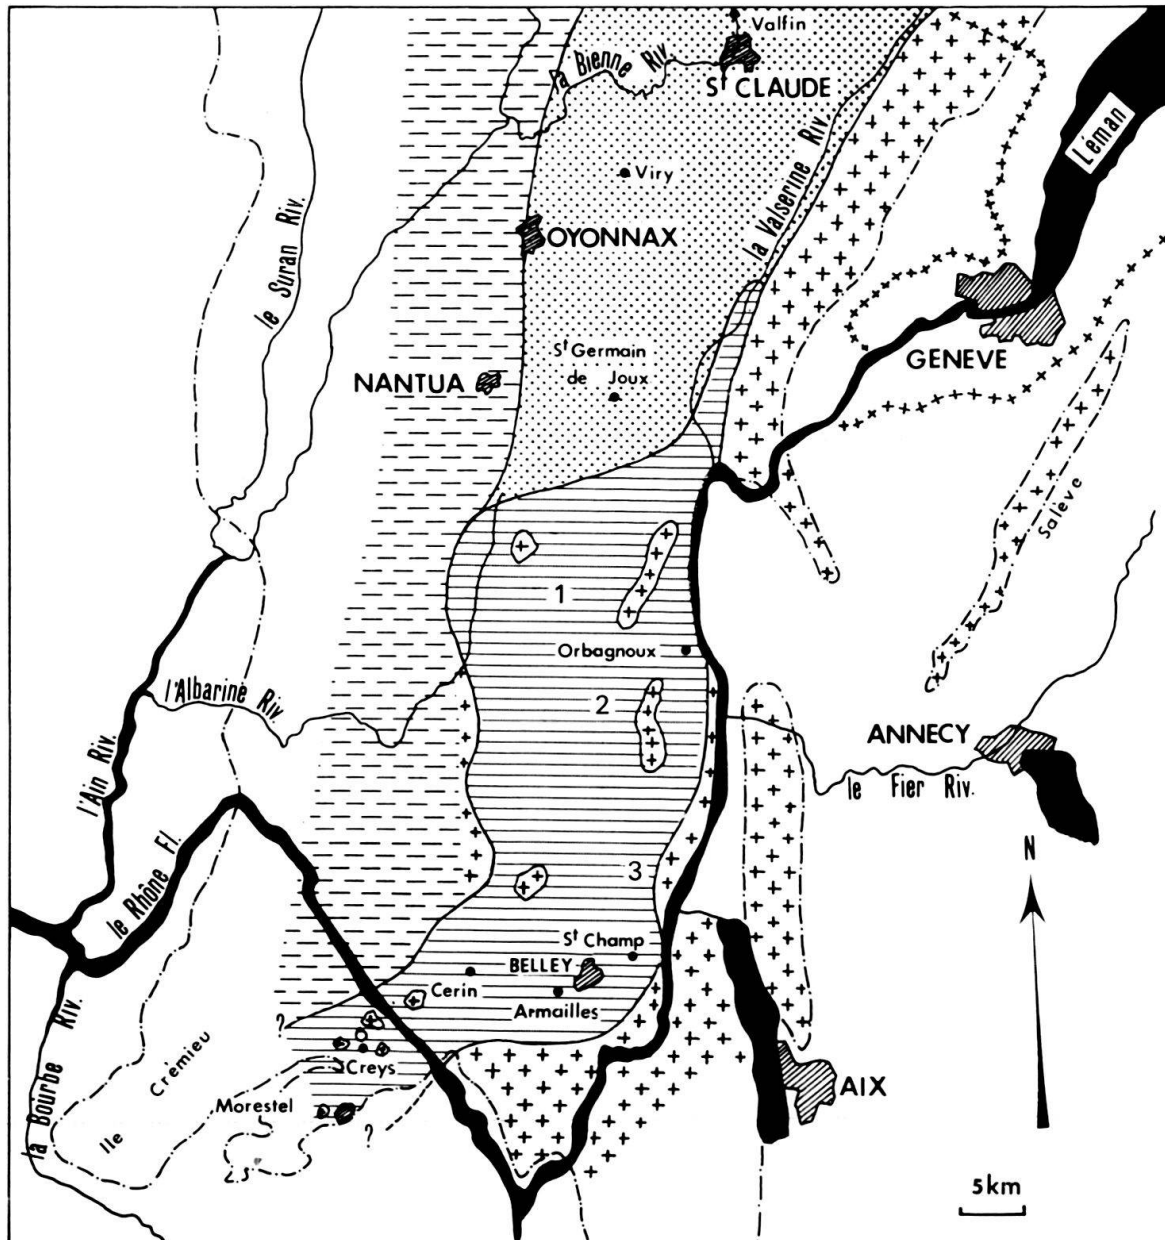 Valfin
la Bienne Riv.
Sᵗ CLAUDE
Léman
Viry
la Valserine Riv.
OYONNAX
le Suran Riv.
Sᵗ Germain
de Joux
GENEVE
NANTUA
Salève
1
Orbagnoux
l'Albarine Riv.
2
ANNECY
l'Ain Riv.
le Fier Riv.
le Rhône Fl.
N
3
Sᵗ Champ
BELLEY
Cerin
Armailles
?
la Bourbe Riv.
Ile Crémieu
Creys
AIX
Morestel
?
5km